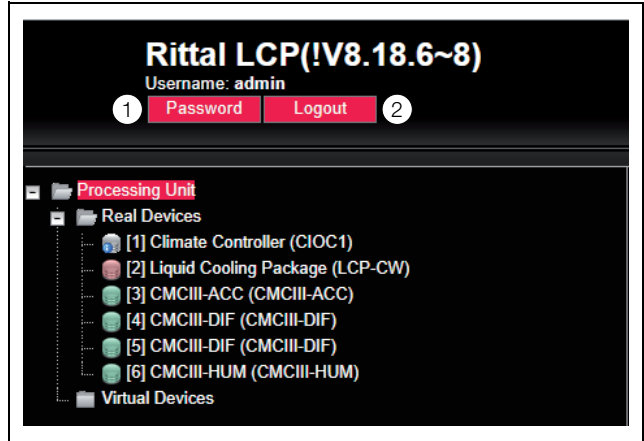 Rittal LCP(!V8.18.6~8)
Username: admin
1 Password Logout 2
Processing Unit
Real Devices
[1] Climate Controller (CIOC1)
[2] Liquid Cooling Package (LCP-CW)
[3] CMCIII-ACC (CMCIII-ACC)
[4] CMCIII-DIF (CMCIII-DIF)
[5] CMCIII-DIF (CMCIII-DIF)
[6] CMCIII-HUM (CMCIII-HUM)
Virtual Devices